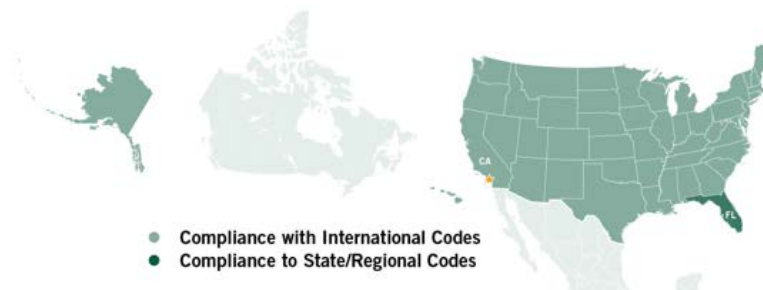 CA
FL
Compliance with International Codes
Compliance to State/Regional Codes